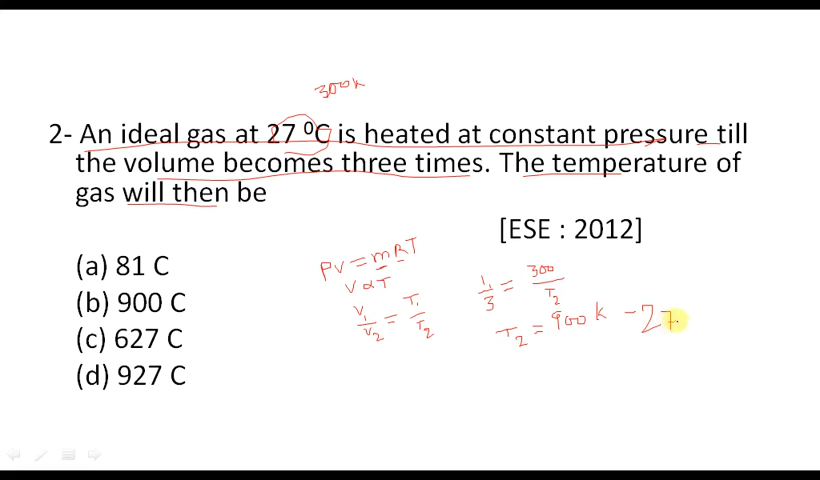 300k
2- An ideal gas at 27 ⁰C is heated at constant pressure till
the volume becomes three times. The temperature of
gas will then be
[ESE : 2012]
(a) 81 C
(b) 900 C
(c) 627 C
(d) 927 C
PV = mRT
V ∝ T
V₁/V₂ = T₁/T₂
1/3 = 300/T₂
T₂ = 900k - 27